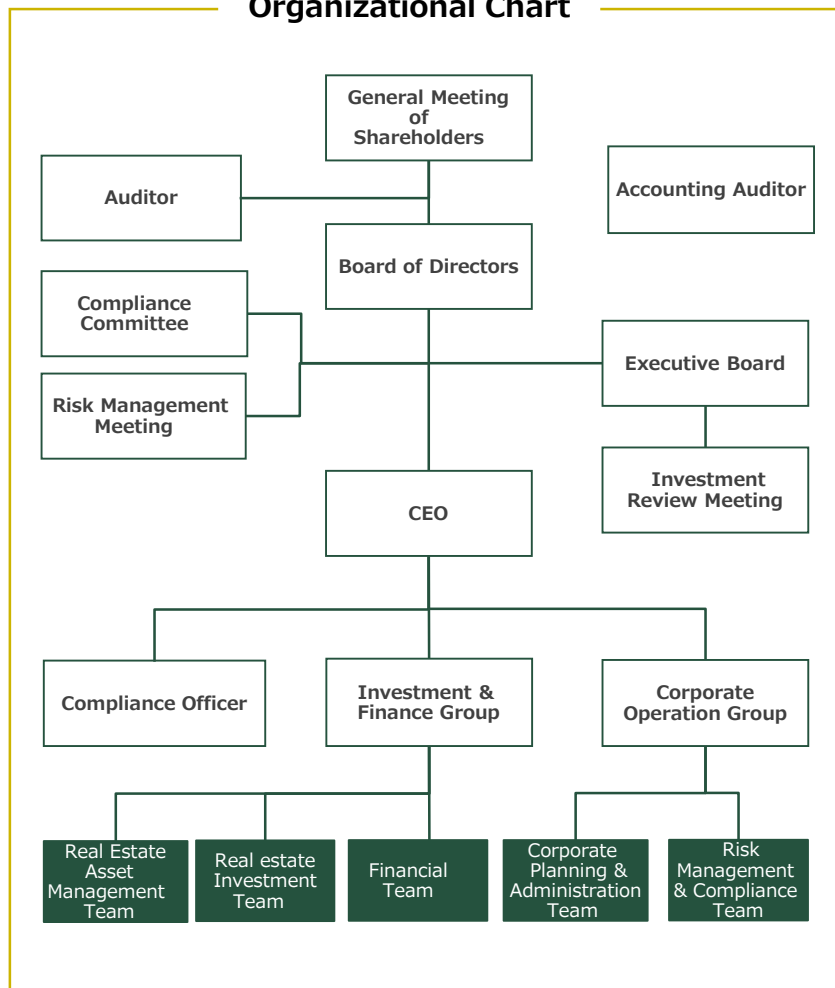 Organizational Chart
General Meeting
of
Shareholders
Auditor
Accounting Auditor
Board of Directors
Compliance
Committee
Executive Board
Risk Management
Meeting
Investment
Review Meeting
CEO
Compliance Officer
Investment &
Finance Group
Corporate
Operation Group
Real Estate
Asset
Management
Team
Real estate
Investment
Team
Financial
Team
Corporate
Planning &
Administration
Team
Risk
Management
& Compliance
Team